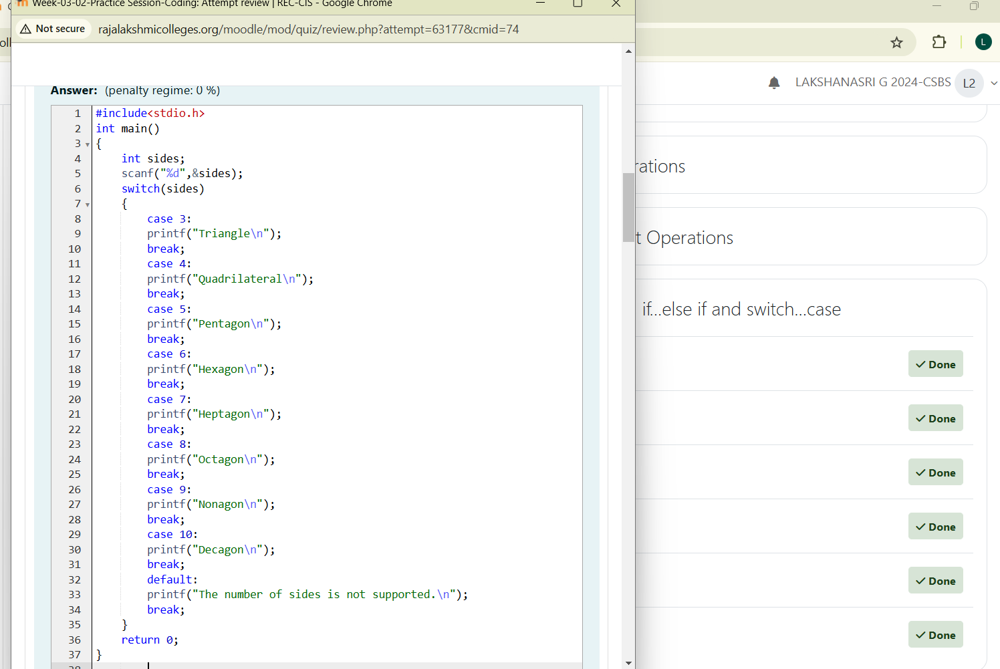 Week-03-02-Practice Session-Coding: Attempt review | REC-CIS - Google Chrome
Not secure rajalakshmicolleges.org/moodle/mod/quiz/review.php?attempt=63177&cmid=74
L
LAKSHANASRI G 2024-CSBS L2
Answer: (penalty regime: 0 %)
1 #include<stdio.h>
2 int main()
3 {
4 int sides;
5 scanf("%d",&sides);
6 switch(sides)
7 {
8 case 3:
9 printf("Triangle\n");
10 break;
11 case 4:
12 printf("Quadrilateral\n");
13 break;
14 case 5:
15 printf("Pentagon\n");
16 break;
17 case 6:
18 printf("Hexagon\n");
19 break;
20 case 7:
21 printf("Heptagon\n");
22 break;
23 case 8:
24 printf("Octagon\n");
25 break;
26 case 9:
27 printf("Nonagon\n");
28 break;
29 case 10:
30 printf("Decagon\n");
31 break;
32 default:
33 printf("The number of sides is not supported.\n");
34 break;
35 }
36 return 0;
37 }
38
rations
t Operations
if...else if and switch...case
Done
Done
Done
Done
Done
Done